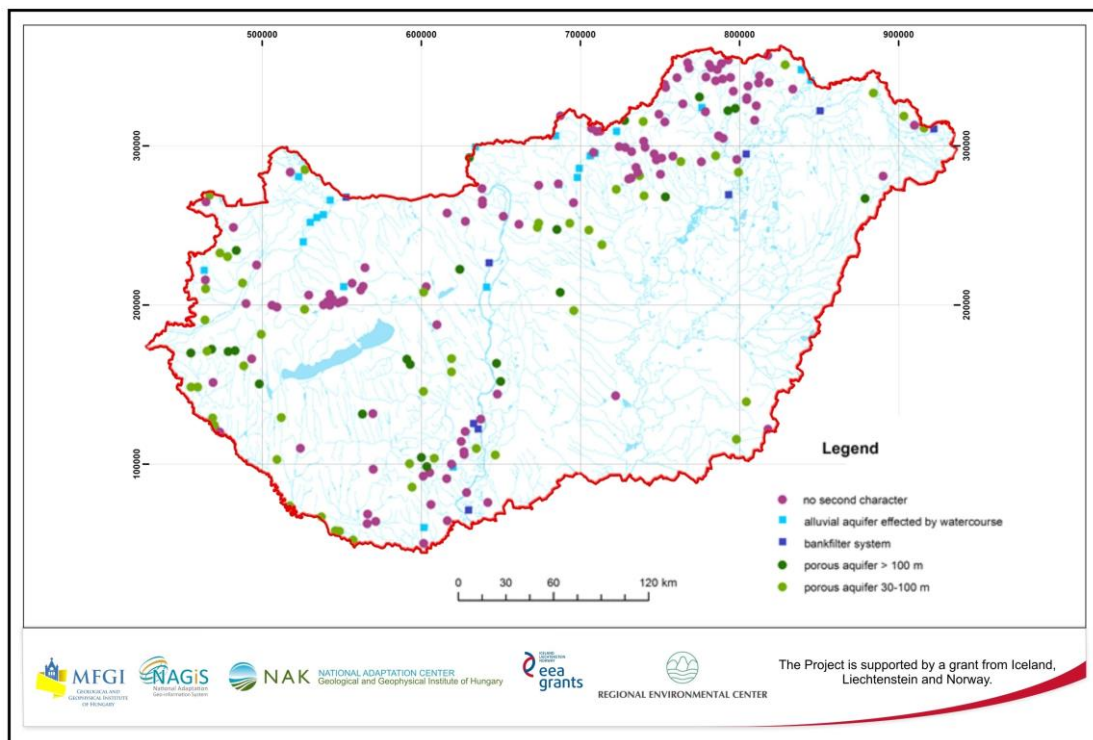 500000 600000 700000 800000 900000
300000 300000
200000 200000
100000
Legend
no second character
alluvial aquifer effected by watercourse
bankfilter system
porous aquifer > 100 m
porous aquifer 30-100 m
0 30 60 120 km
MFGI
GEOLOGICAL AND
GEOPHYSICAL INSTITUTE
OF HUNGARY
NAGiS
National Adaptation
Geo-information System
NAK
NATIONAL ADAPTATION CENTER
Geological and Geophysical Institute of Hungary
ICELAND
LIECHTENSTEIN
NORWAY
eea
grants
REGIONAL ENVIRONMENTAL CENTER
The Project is supported by a grant from Iceland,
Liechtenstein and Norway.